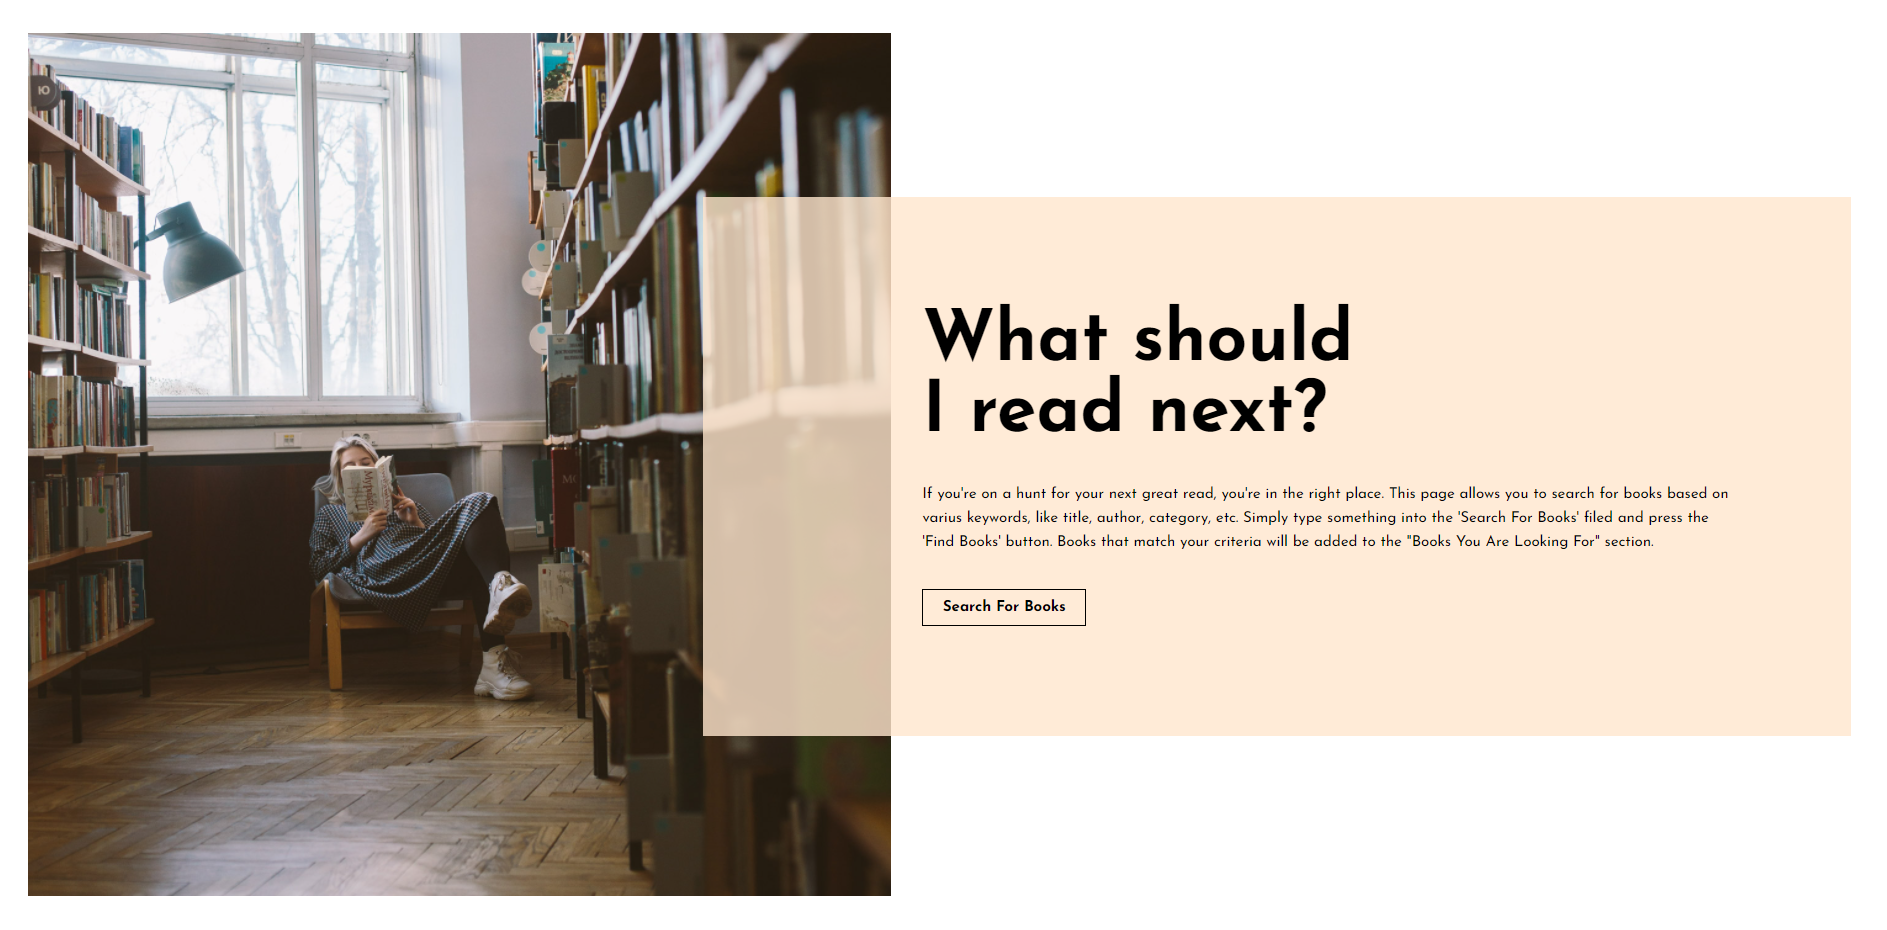 Ю
What should
I read next?
If you're on a hunt for your next great read, you're in the right place. This page allows you to search for books based on
varius keywords, like title, author, category, etc. Simply type something into the 'Search For Books' filed and press the
'Find Books' button. Books that match your criteria will be added to the "Books You Are Looking For" section.
Search For Books